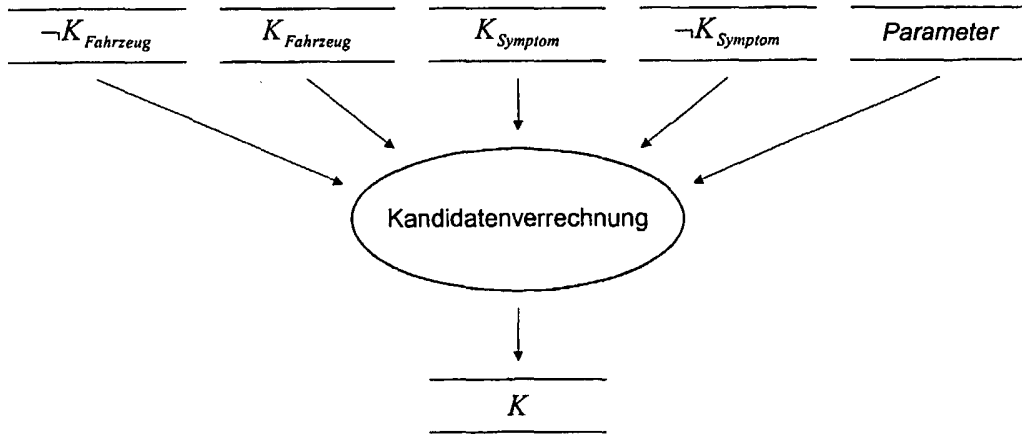 ¬K_Fahrzeug K_Fahrzeug K_Symptom ¬K_Symptom Parameter
Kandidatenverrechnung
K